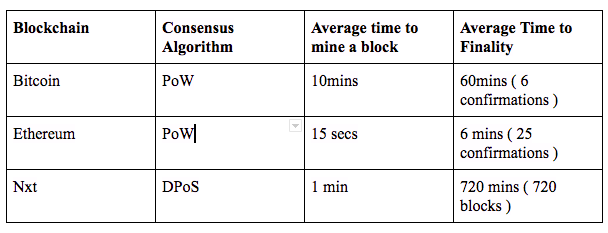 Blockchain Consensus Algorithm Average time to mine a block Average Time to Finality
Bitcoin PoW 10mins 60mins ( 6 confirmations )
Ethereum PoW 15 secs 6 mins ( 25 confirmations )
Nxt DPoS 1 min 720 mins ( 720 blocks )